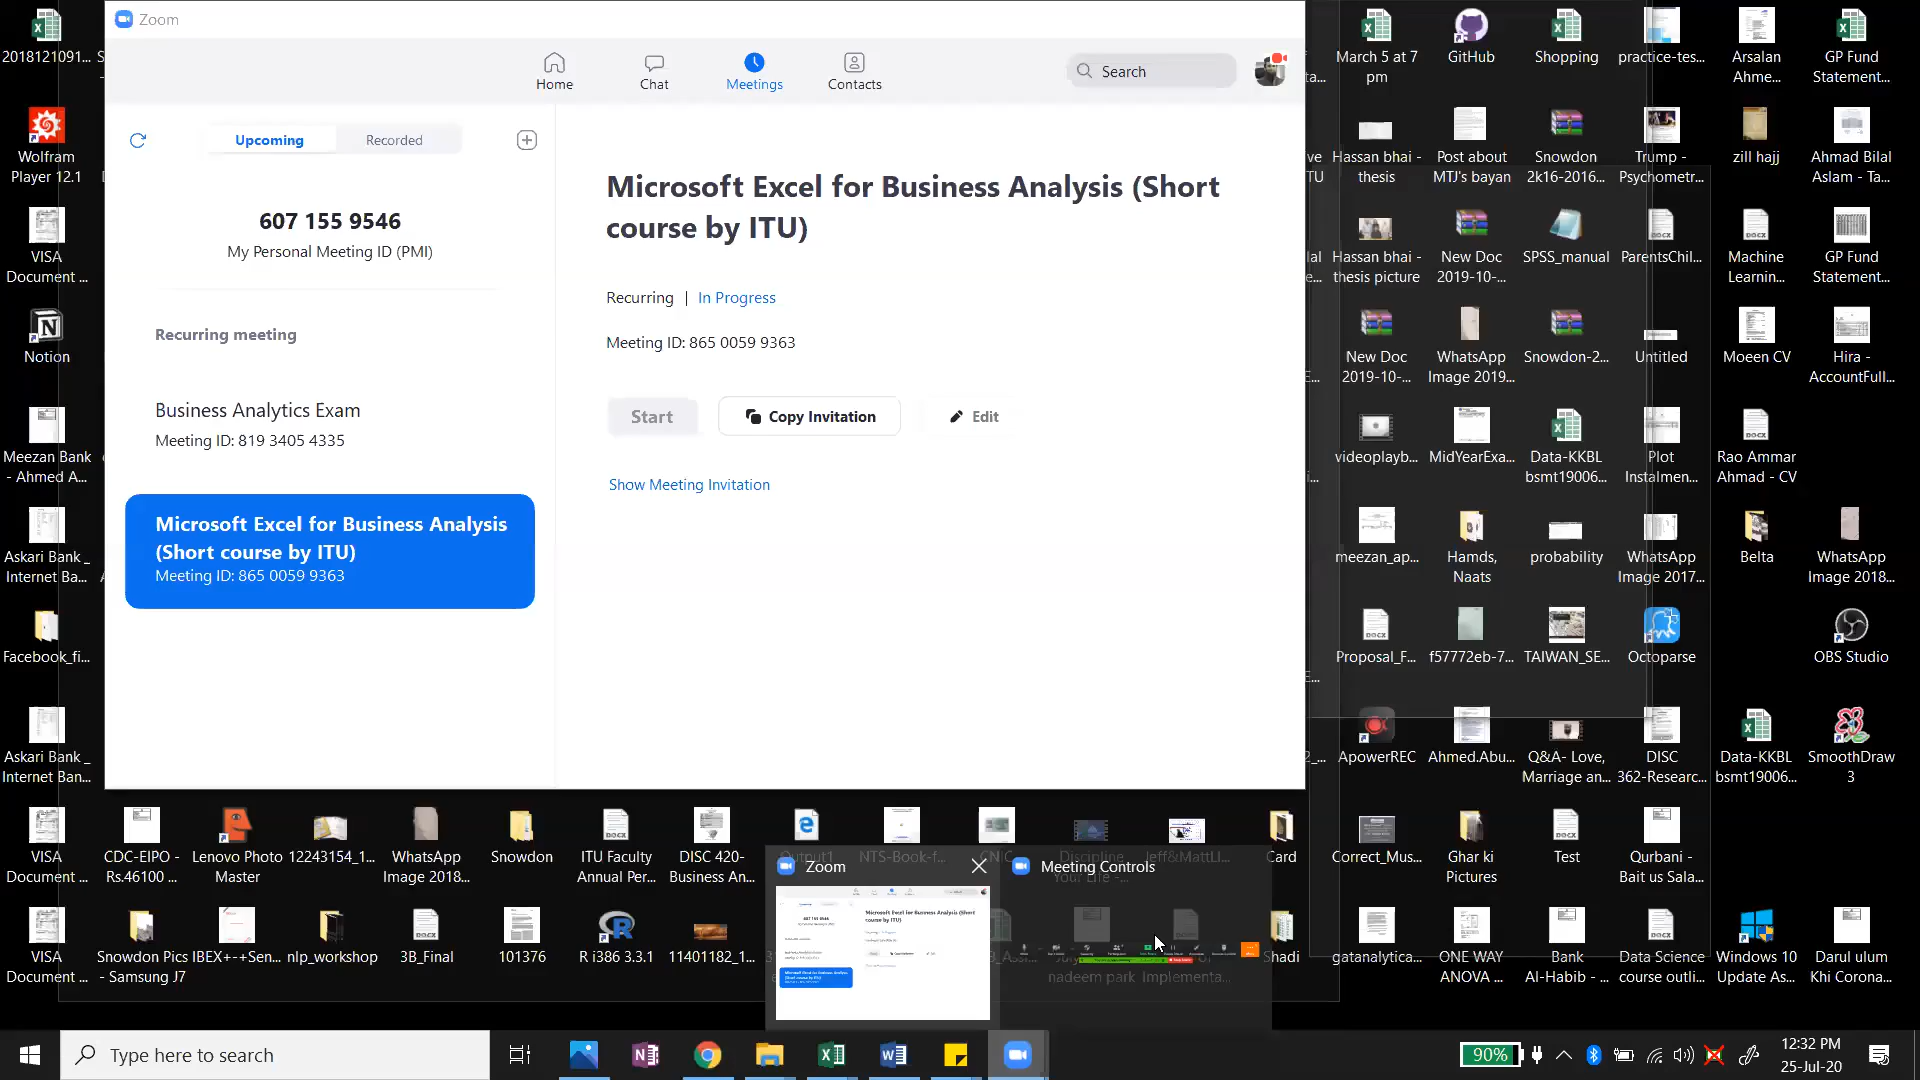 Zoom
Home
Chat
Meetings
Contacts
Search
Upcoming
Recorded
607 155 9546
My Personal Meeting ID (PMI)
Recurring meeting
Business Analytics Exam
Meeting ID: 819 3405 4335
Microsoft Excel for Business Analysis
(Short course by ITU)
Meeting ID: 865 0059 9363
Microsoft Excel for Business Analysis (Short
course by ITU)
Recurring | In Progress
Meeting ID: 865 0059 9363
Start
Copy Invitation
Edit
Show Meeting Invitation
2018121091...
Wolfram
Player 12.1
VISA
Document ...
Notion
Meezan Bank
- Ahmed A...
Askari Bank _
Internet Ba...
Facebook_fi...
Askari Bank _
Internet Ban...
March 5 at 7
pm
GitHub
Shopping
practice-tes...
Arsalan
Ahme...
GP Fund
Statement...
Hassan bhai -
thesis
Post about
MTJ's bayan
Snowdon
2k16-2016...
Trump -
Psychometr...
zill hajj
Ahmad Bilal
Aslam - Ta...
Hassan bhai -
thesis picture
New Doc
2019-10-...
SPSS_manual
ParentsChil...
Machine
Learnin...
GP Fund
Statement...
New Doc
2019-10-...
WhatsApp
Image 2019...
Snowdon-2...
Untitled
Moeen CV
Hira -
AccountFull...
videoplayb...
MidYearExa...
Data-KKBL
bsmt19006...
Plot
Instalmen...
Rao Ammar
Ahmad - CV
meezan_ap...
Hamds,
Naats
probability
WhatsApp
Image 2017...
Belta
WhatsApp
Image 2018...
Proposal_F...
f57772eb-7...
TAIWAN_SE...
Octoparse
OBS Studio
ApowerREC
Ahmed.Abu...
Q&A- Love,
Marriage an...
DISC
362-Researc...
Data-KKBL
bsmt19006...
SmoothDraw
3
VISA
Document ...
CDC-EIPO -
Rs.46100 ...
Lenovo Photo
Master
12243154_1...
WhatsApp
Image 2018...
Snowdon
ITU Faculty
Annual Per...
DISC 420-
Business An...
Output1
NTS-Book-f...
CNIC
Discipline
Your Life - ...
Jeff&MattLI...
Card
Correct_Mus...
Ghar ki
Pictures
Test
Qurbani -
Bait us Sala...
Zoom
Meeting Controls
VISA
Document ...
Snowdon Pics
- Samsung J7
IBEX+-+Sen...
nlp_workshop
3B_Final
101376
R i386 3.3.1
11401182_1...
nadeem park
Implementa...
Shadi
gatanalytica...
ONE WAY
ANOVA ...
Bank
Al-Habib - ...
Data Science
course outli...
Windows 10
Update As...
Darul ulum
Khi Corona...
Type here to search
90%
12:32 PM
25-Jul-20